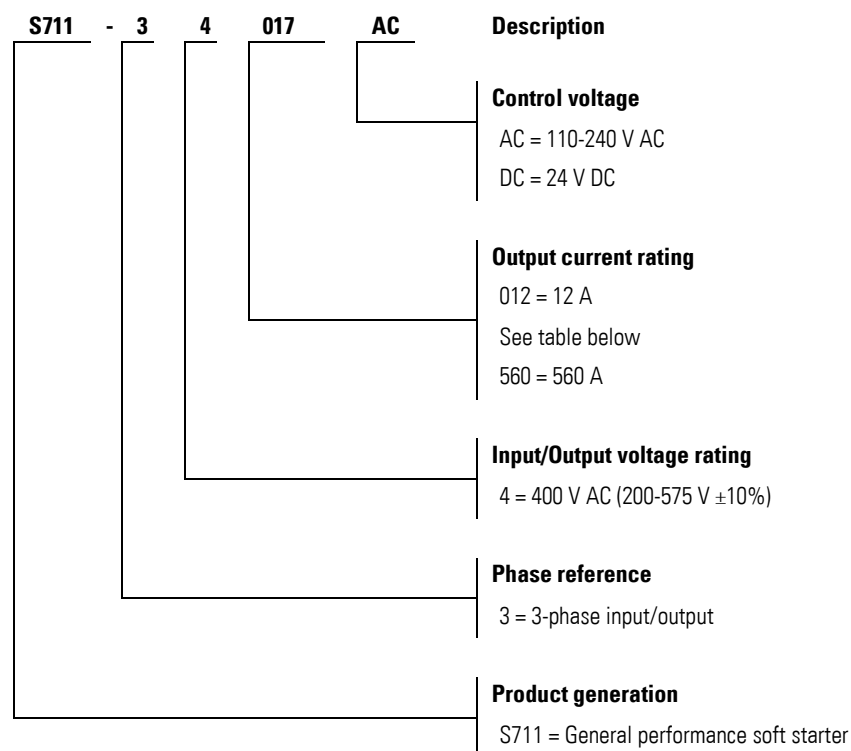 S711 - 3 4 017 AC Description
Control voltage
AC = 110-240 V AC
DC = 24 V DC
Output current rating
012 = 12 A
See table below
560 = 560 A
Input/Output voltage rating
4 = 400 V AC (200-575 V ±10%)
Phase reference
3 = 3-phase input/output
Product generation
S711 = General performance soft starter